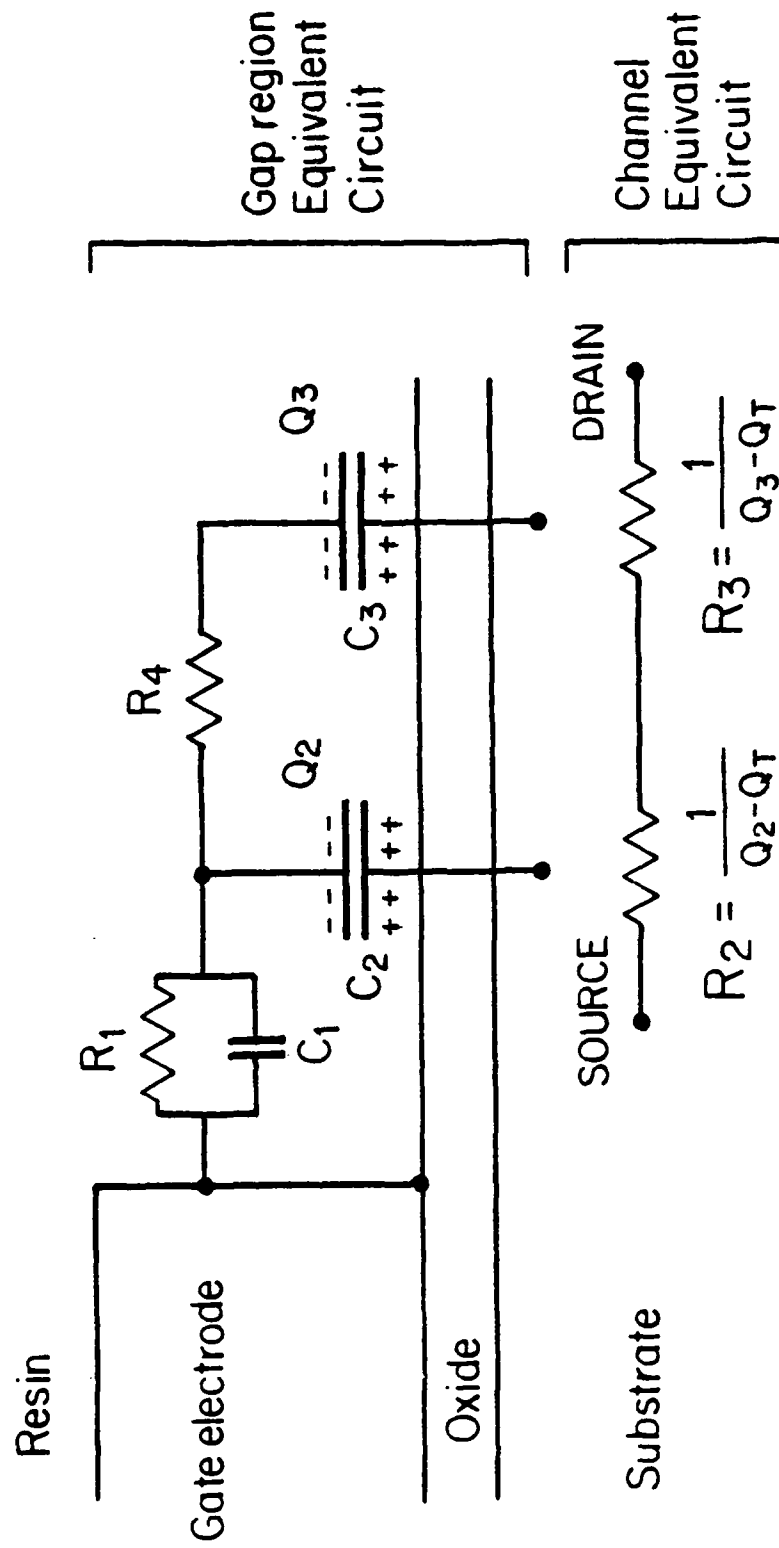 Resin
Gate electrode
Oxide
Substrate
R1
C1
R4
C2
Q2
- - - -
+ + + +
C3
Q3
- - - -
+ + + +
Gap region
Equivalent
Circuit
SOURCE
DRAIN
R2 = 1 / Q2-QT
R3 = 1 / Q3-QT
Channel
Equivalent
Circuit